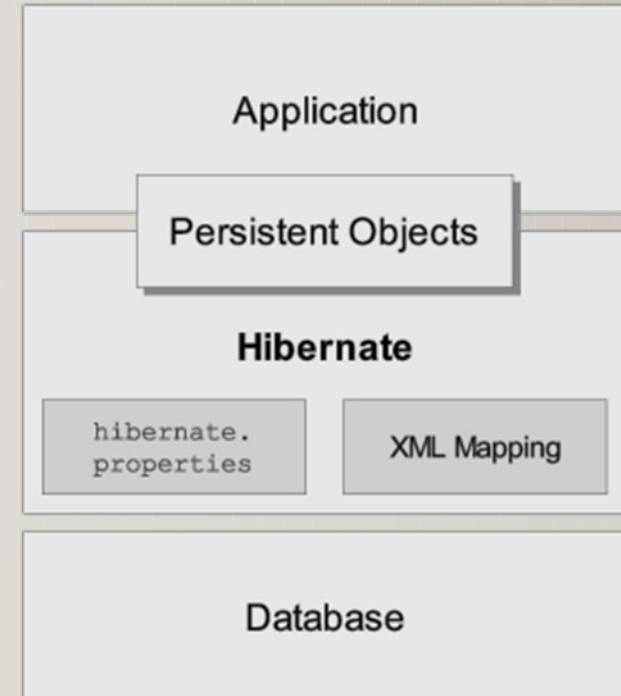 Application
Persistent Objects
Hibernate
hibernate.
properties
XML Mapping
Database